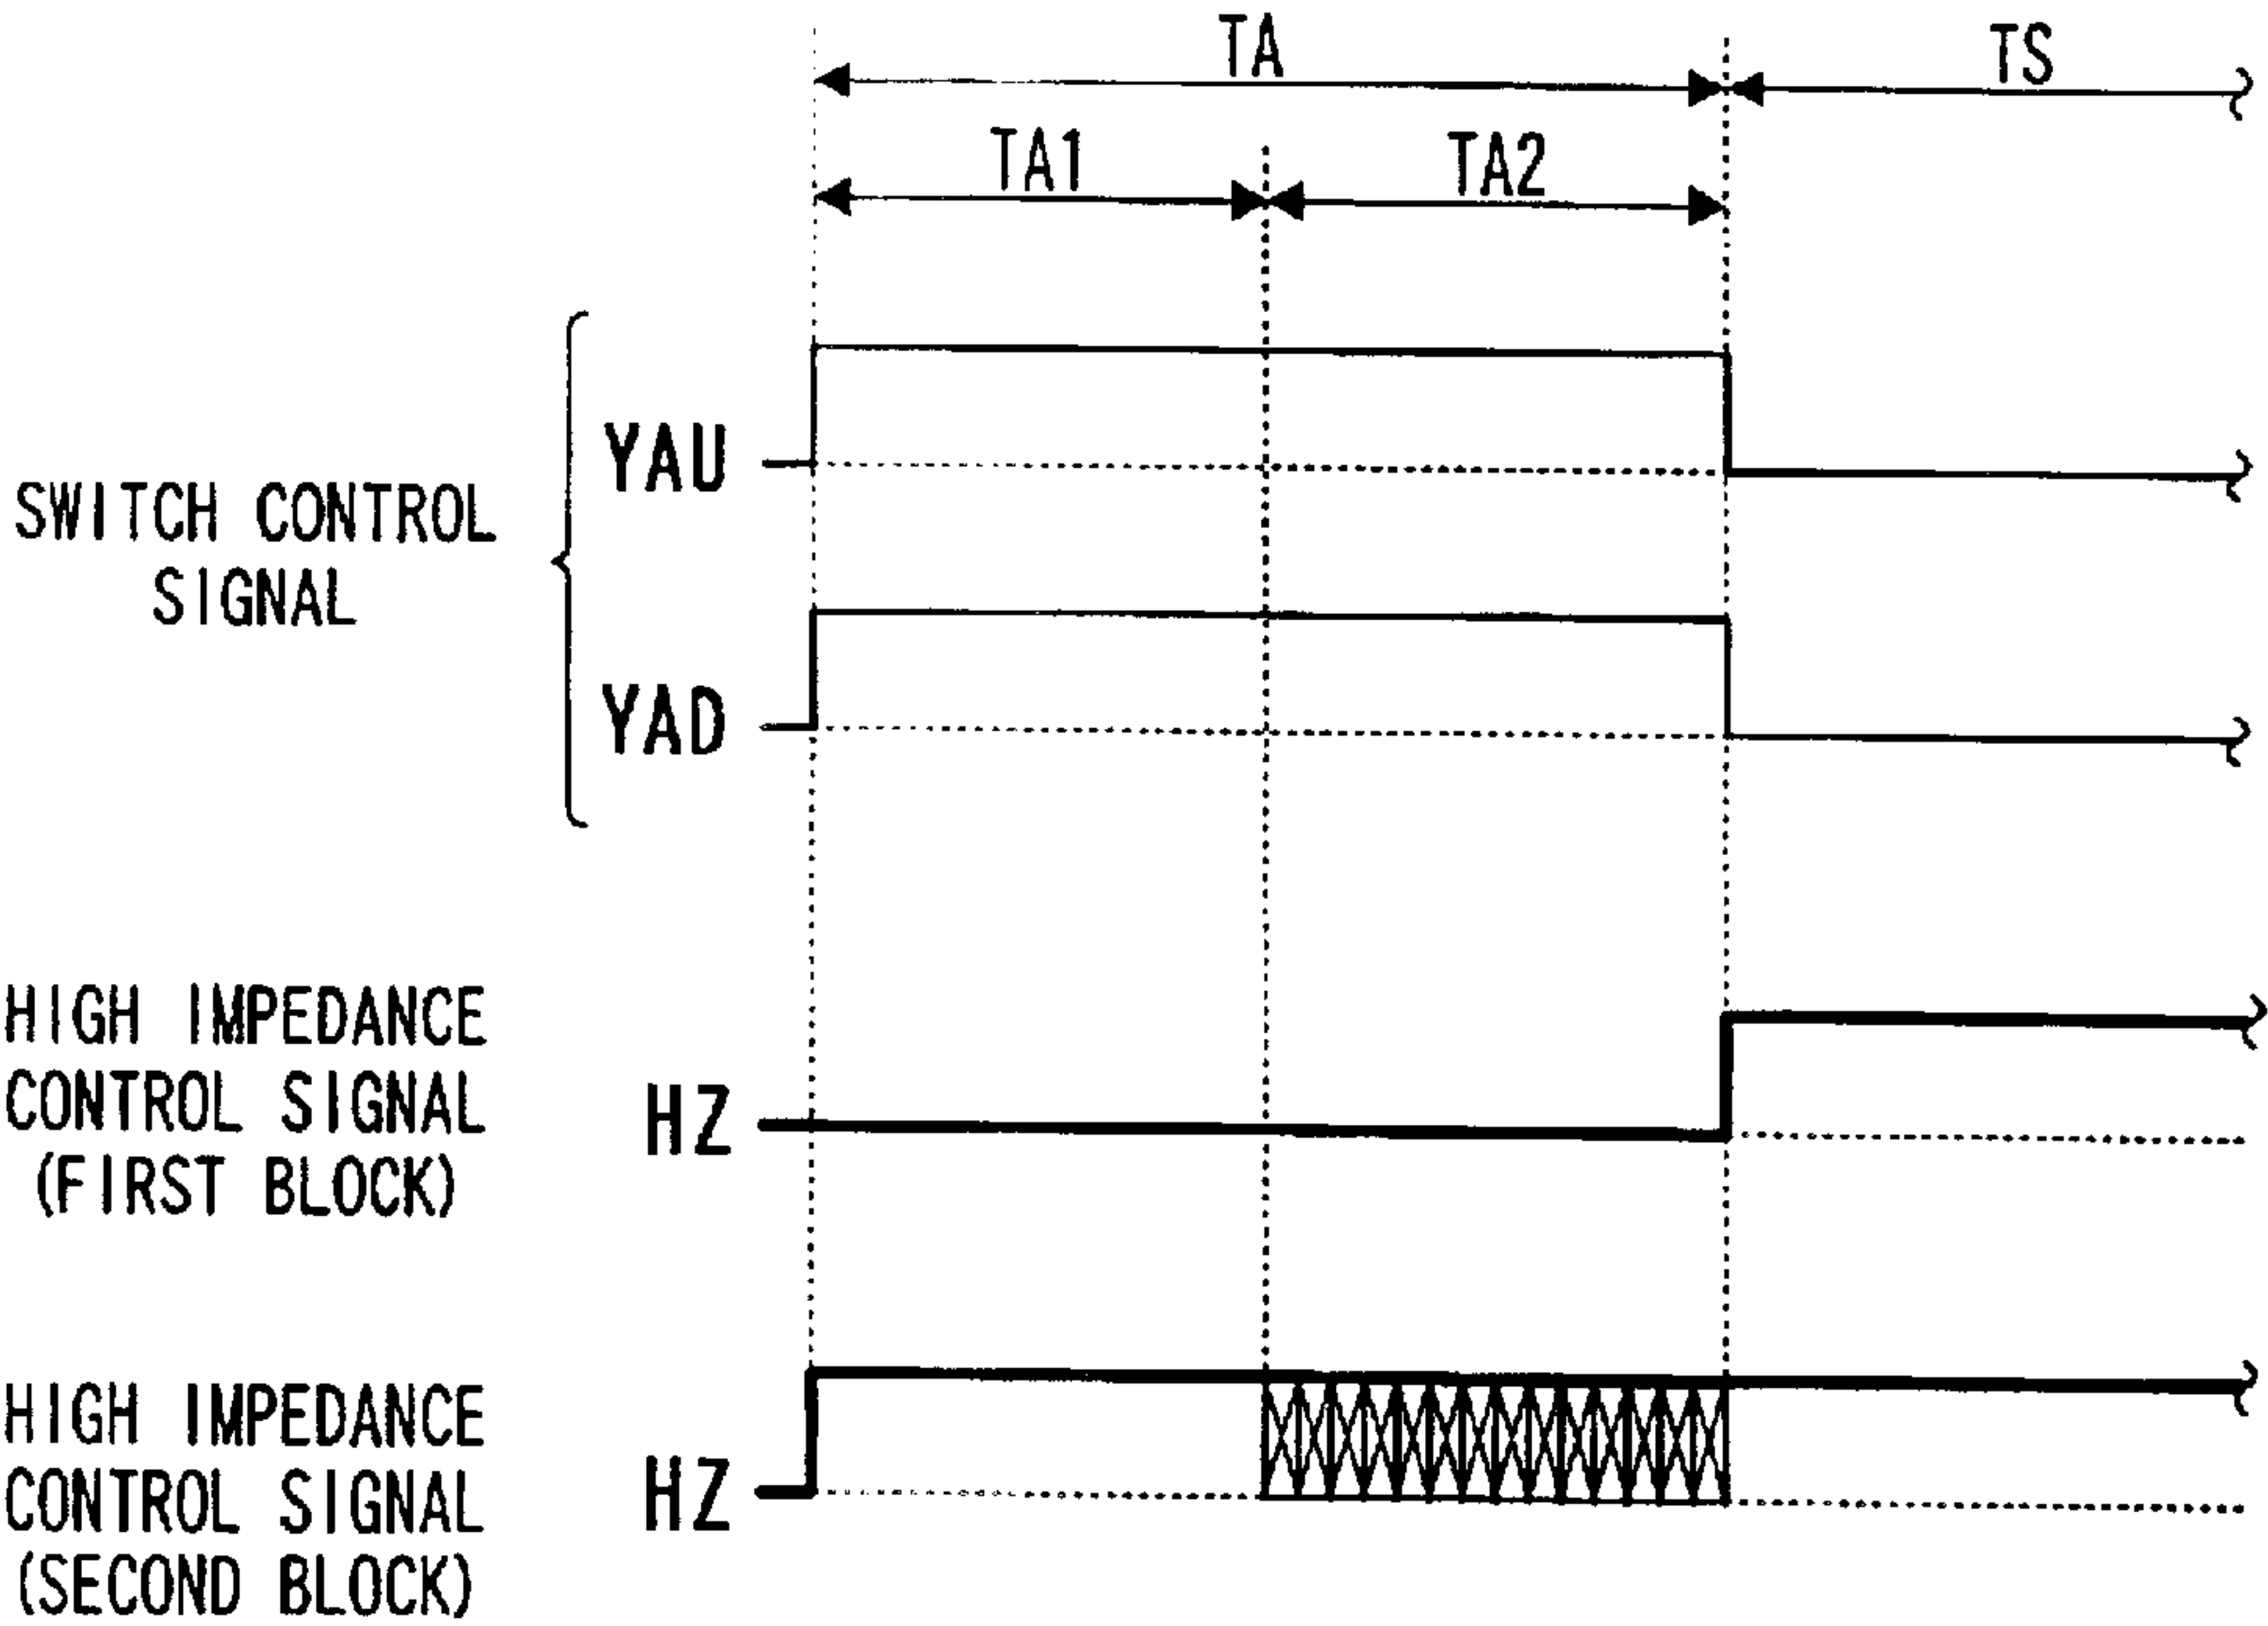 TA
TS
TA1
TA2
SWITCH CONTROL
SIGNAL
YAU
YAD
HIGH IMPEDANCE
CONTROL SIGNAL
(FIRST BLOCK)
HZ
HIGH IMPEDANCE
CONTROL SIGNAL
(SECOND BLOCK)
HZ